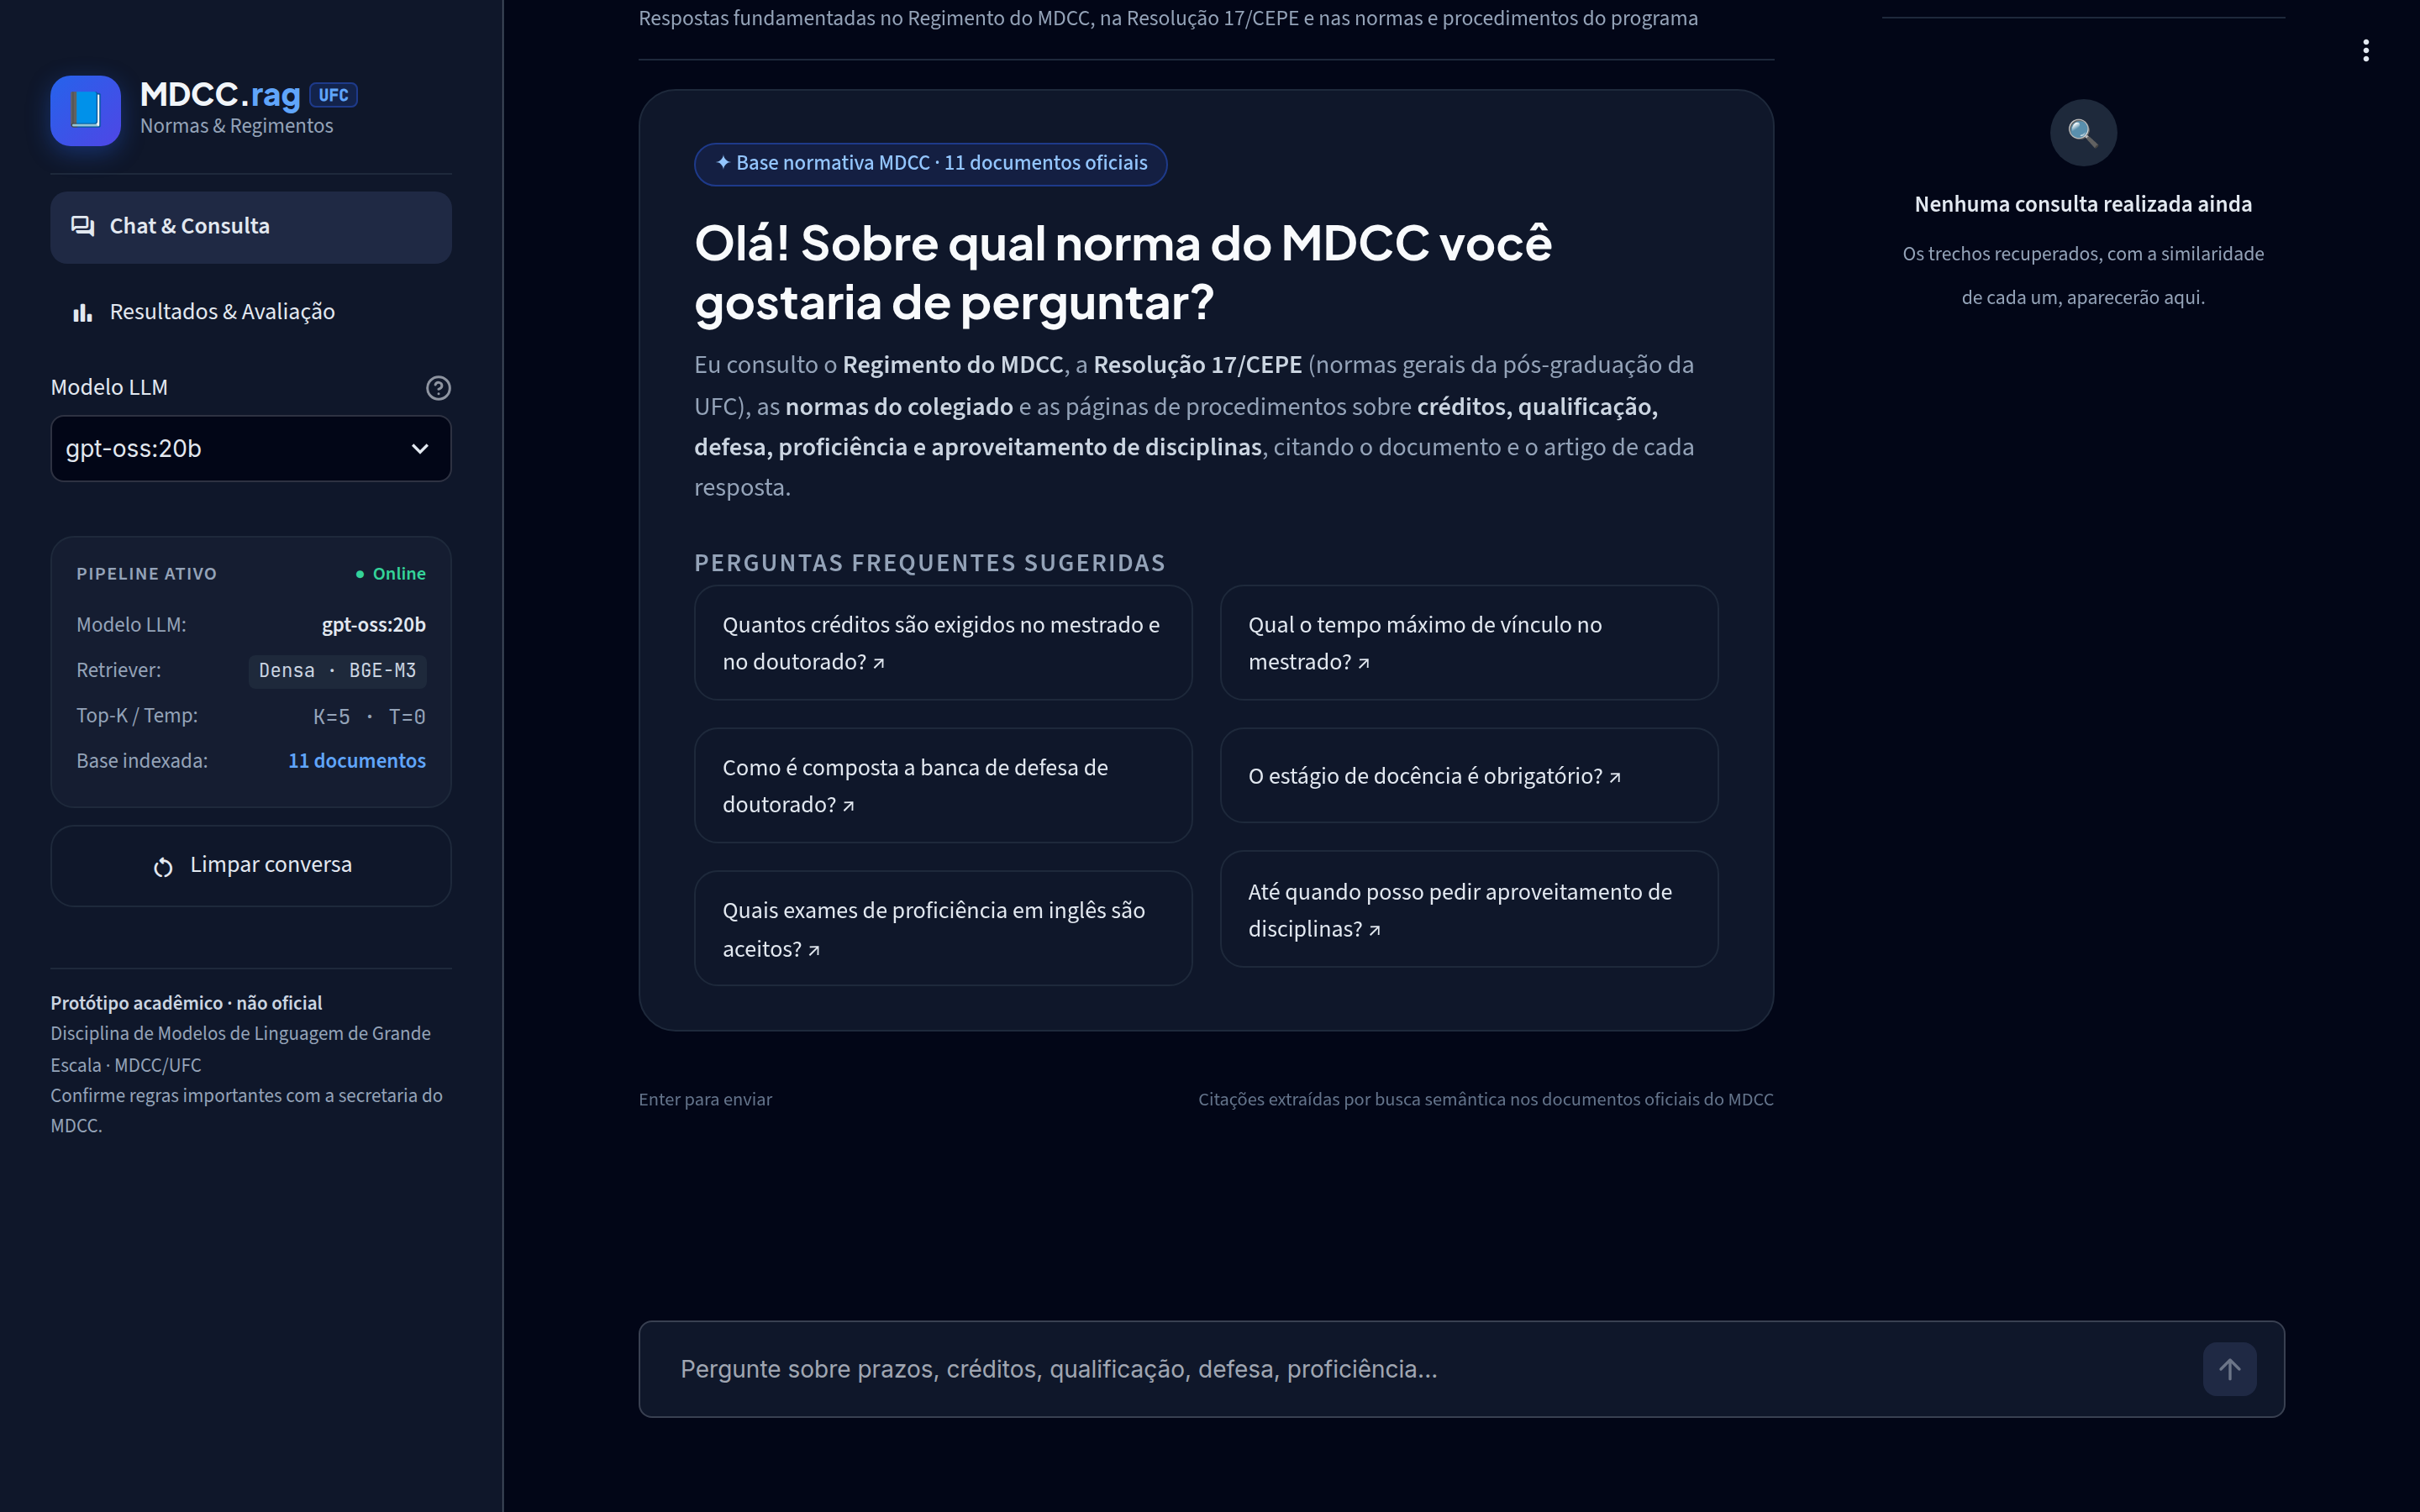 MDCC.rag UFC
Normas & Regimentos
Chat & Consulta
Resultados & Avaliação
Modelo LLM
gpt-oss:20b
PIPELINE ATIVO • Online
Modelo LLM: gpt-oss:20b
Retriever: Densa · BGE-M3
Top-K / Temp: K=5 · T=0
Base indexada: 11 documentos
Limpar conversa
Protótipo acadêmico · não oficial
Disciplina de Modelos de Linguagem de Grande
Escala · MDCC/UFC
Confirme regras importantes com a secretaria do
MDCC.
Respostas fundamentadas no Regimento do MDCC, na Resolução 17/CEPE e nas normas e procedimentos do programa
✦ Base normativa MDCC · 11 documentos oficiais
Olá! Sobre qual norma do MDCC você
gostaria de perguntar?
Eu consulto o Regimento do MDCC, a Resolução 17/CEPE (normas gerais da pós-graduação da
UFC), as normas do colegiado e as páginas de procedimentos sobre créditos, qualificação,
defesa, proficiência e aproveitamento de disciplinas, citando o documento e o artigo de cada
resposta.
PERGUNTAS FREQUENTES SUGERIDAS
Quantos créditos são exigidos no mestrado e
no doutorado? ↗
Qual o tempo máximo de vínculo no
mestrado? ↗
Como é composta a banca de defesa de
doutorado? ↗
O estágio de docência é obrigatório? ↗
Quais exames de proficiência em inglês são
aceitos? ↗
Até quando posso pedir aproveitamento de
disciplinas? ↗
Enter para enviar
Citações extraídas por busca semântica nos documentos oficiais do MDCC
Pergunte sobre prazos, créditos, qualificação, defesa, proficiência...
Nenhuma consulta realizada ainda
Os trechos recuperados, com a similaridade
de cada um, aparecerão aqui.